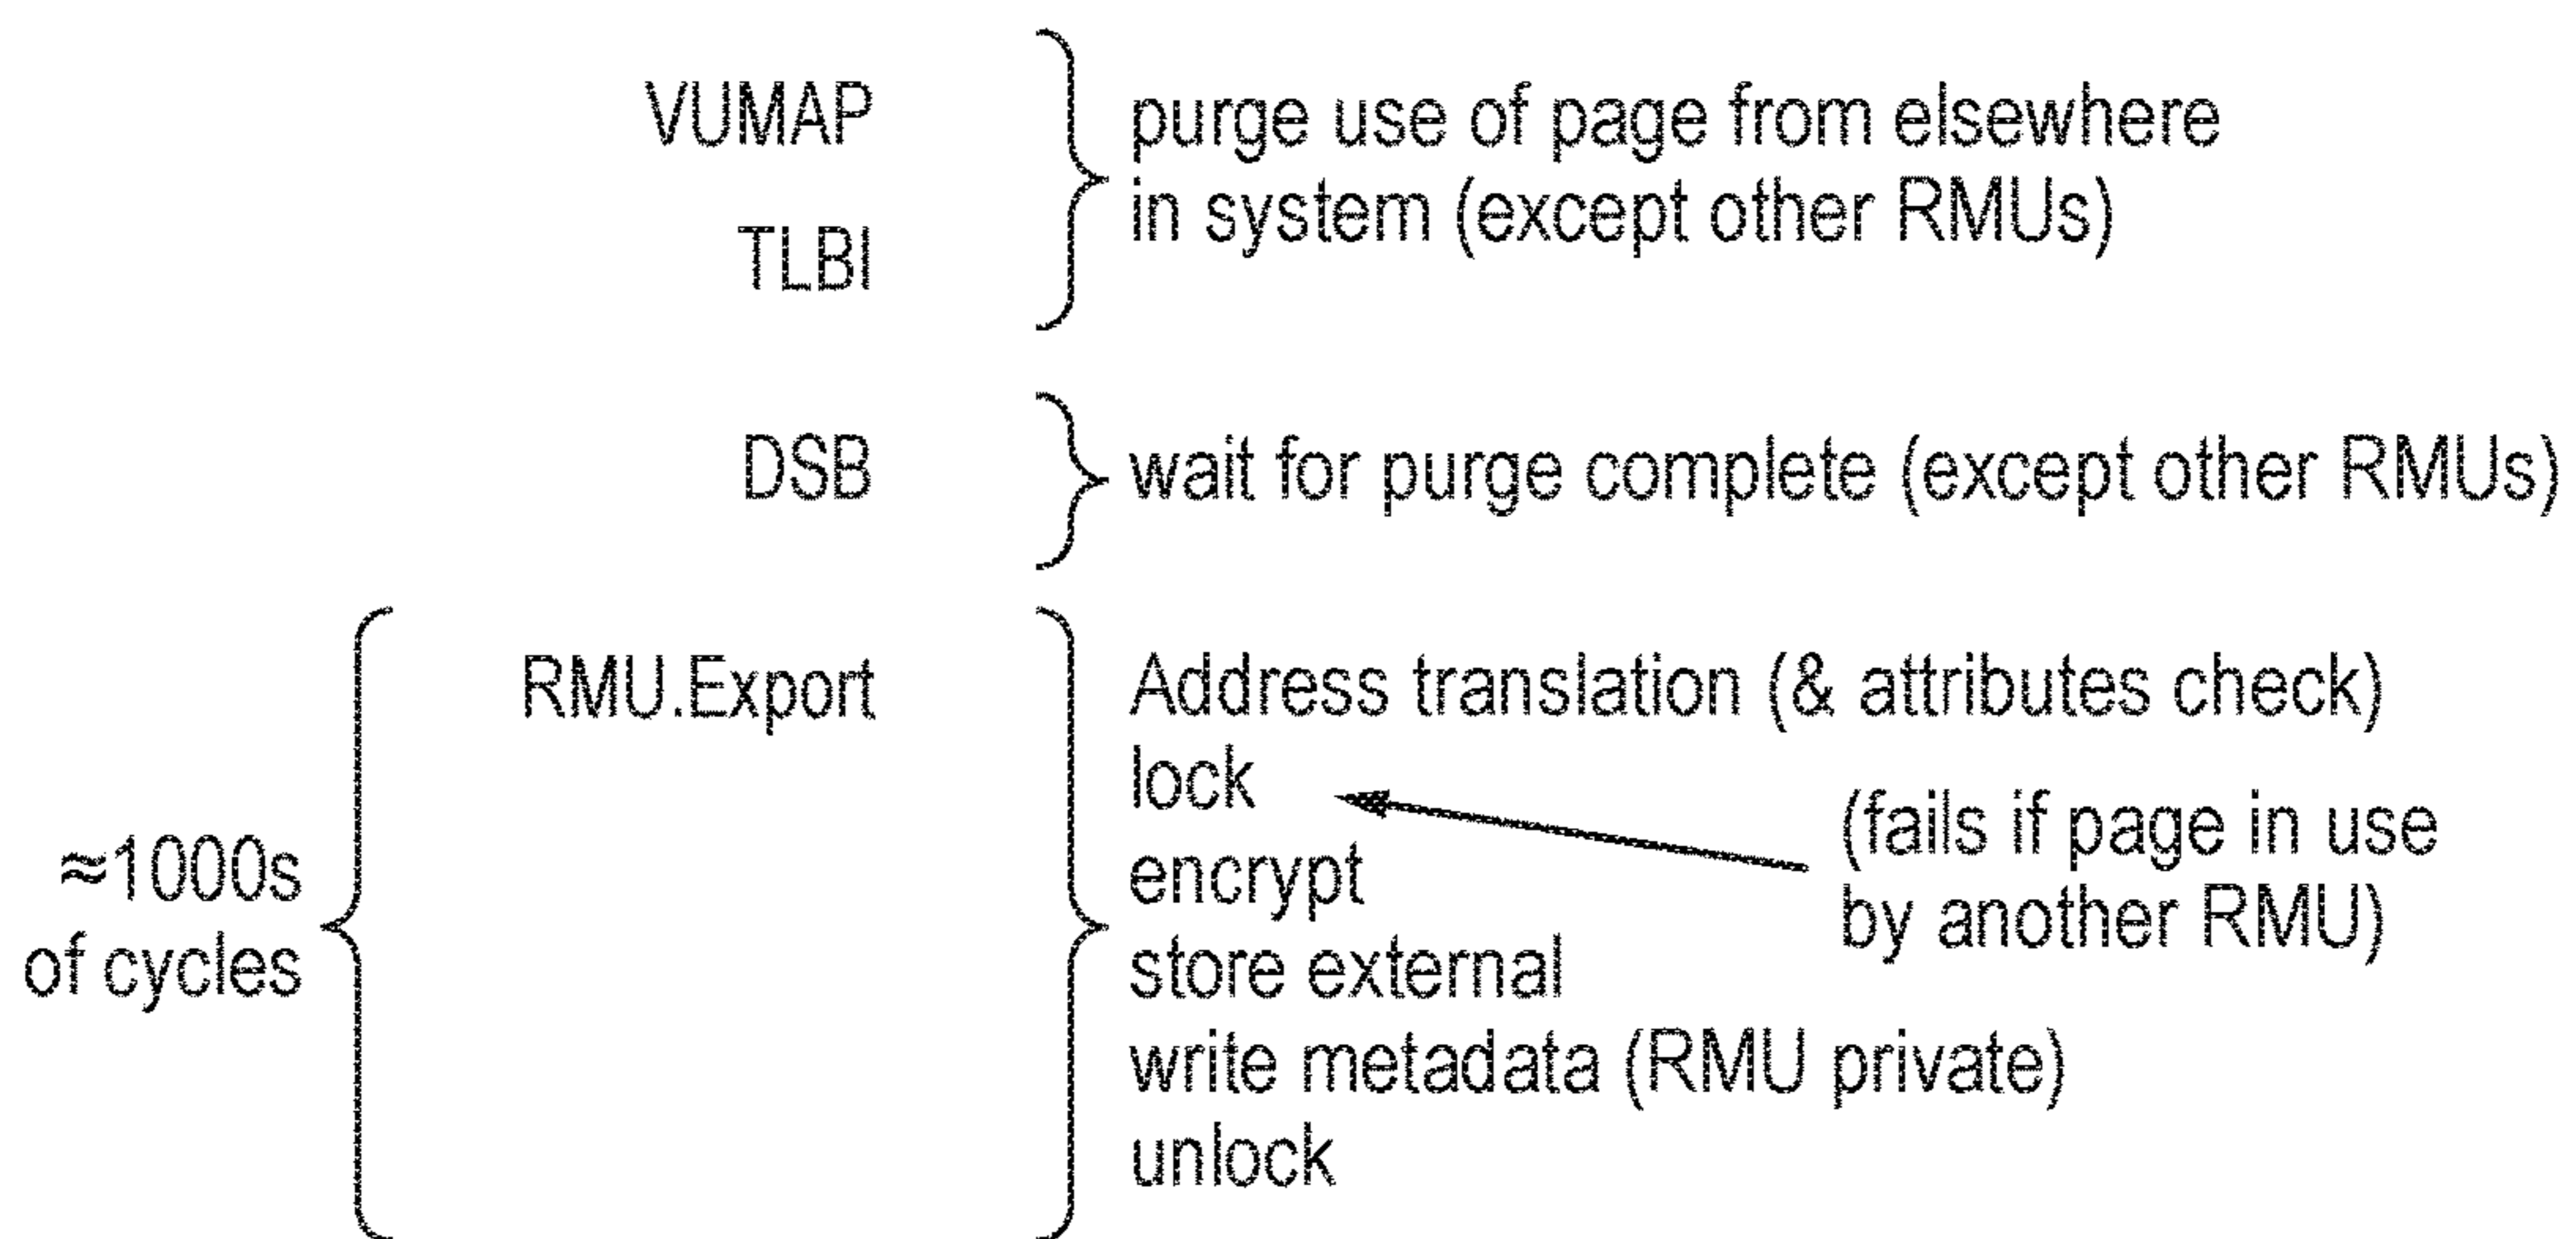 VUMAP
TLBI
purge use of page from elsewhere
in system (except other RMUs)
DSB
wait for purge complete (except other RMUs)
≈1000s
of cycles
RMU.Export
Address translation (& attributes check)
lock
encrypt
store external
write metadata (RMU private)
unlock
(fails if page in use
by another RMU)